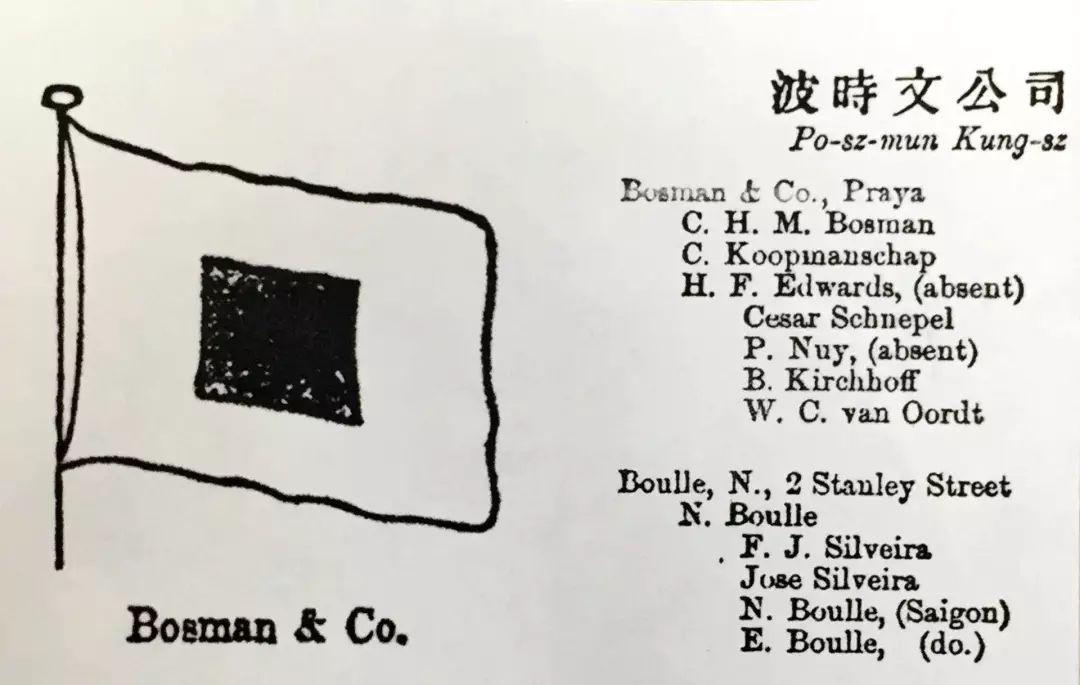 波時文公司
Po-sz-mun Kung-sz
Bosman & Co., Praya
C. H. M. Bosman
C. Koopmanschap
H. F. Edwards, (absent)
Cesar Schnepel
P. Nuy, (absent)
B. Kirchhoff
W. C. van Oordt
Boulle, N., 2 Stanley Street
N. Boulle
F. J. Silveira
Jose Silveira
N. Boulle, (Saigon)
E. Boulle, (do.)
Bosman & Co.